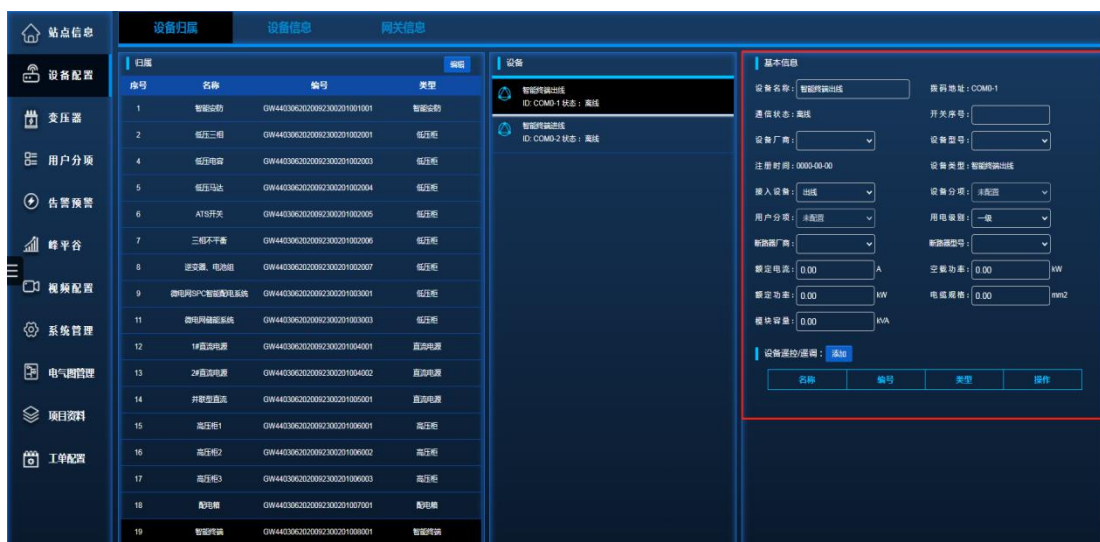 站点信息
设备配置
变压器
用户分项
告警预警
峰平谷
视频配置
系统管理
电气图管理
项目资料
工单配置
设备归属 设备信息 网关信息
归属 编辑
序号 名称 编号 类型
1 智能安防 GW4403062020092300201001001 智能安防
2 低压三相 GW4403062020092300201002001 低压柜
4 低压电容 GW4403062020092300201002003 低压柜
5 低压马达 GW4403062020092300201002004 低压柜
6 ATS开关 GW4403062020092300201002005 低压柜
7 三相不平衡 GW4403062020092300201002006 低压柜
8 逆变器、电池组 GW4403062020092300201002007 低压柜
9 微电网SPC智能配电系统 GW4403062020092300201003001 低压柜
11 微电网储能系统 GW4403062020092300201003003 低压柜
12 1#直流电源 GW4403062020092300201004001 直流电源
13 2#直流电源 GW4403062020092300201004002 直流电源
14 并联型直流 GW4403062020092300201005001 直流电源
15 高压柜1 GW4403062020092300201006001 高压柜
16 高压柜2 GW4403062020092300201006002 高压柜
17 高压柜3 GW4403062020092300201006003 高压柜
18 配电箱 GW4403062020092300201007001 配电箱
19 智能终端 GW4403062020092300201008001 智能终端
设备
智能终端出线
ID: COM0-1 状态： 离线
智能终端进线
ID: COM0-2 状态： 离线
基本信息
设备名称: 智能终端出线 拨码地址: COM0-1
通信状态: 离线 开关序号:
设备厂商: 设备型号:
注册时间: 0000-00-00 设备类型: 智能终端出线
接入设备: 出线 设备分项: 未配置
用户分项: 未配置 用电级别: 一级
断路器厂商: 断路器型号:
额定电流: 0.00 A 空载功率: 0.00 kW
额定功率: 0.00 kW 电缆规格: 0.00 mm2
模块容量: 0.00 kVA
设备遥控/遥调: 添加
名称 编号 类型 操作